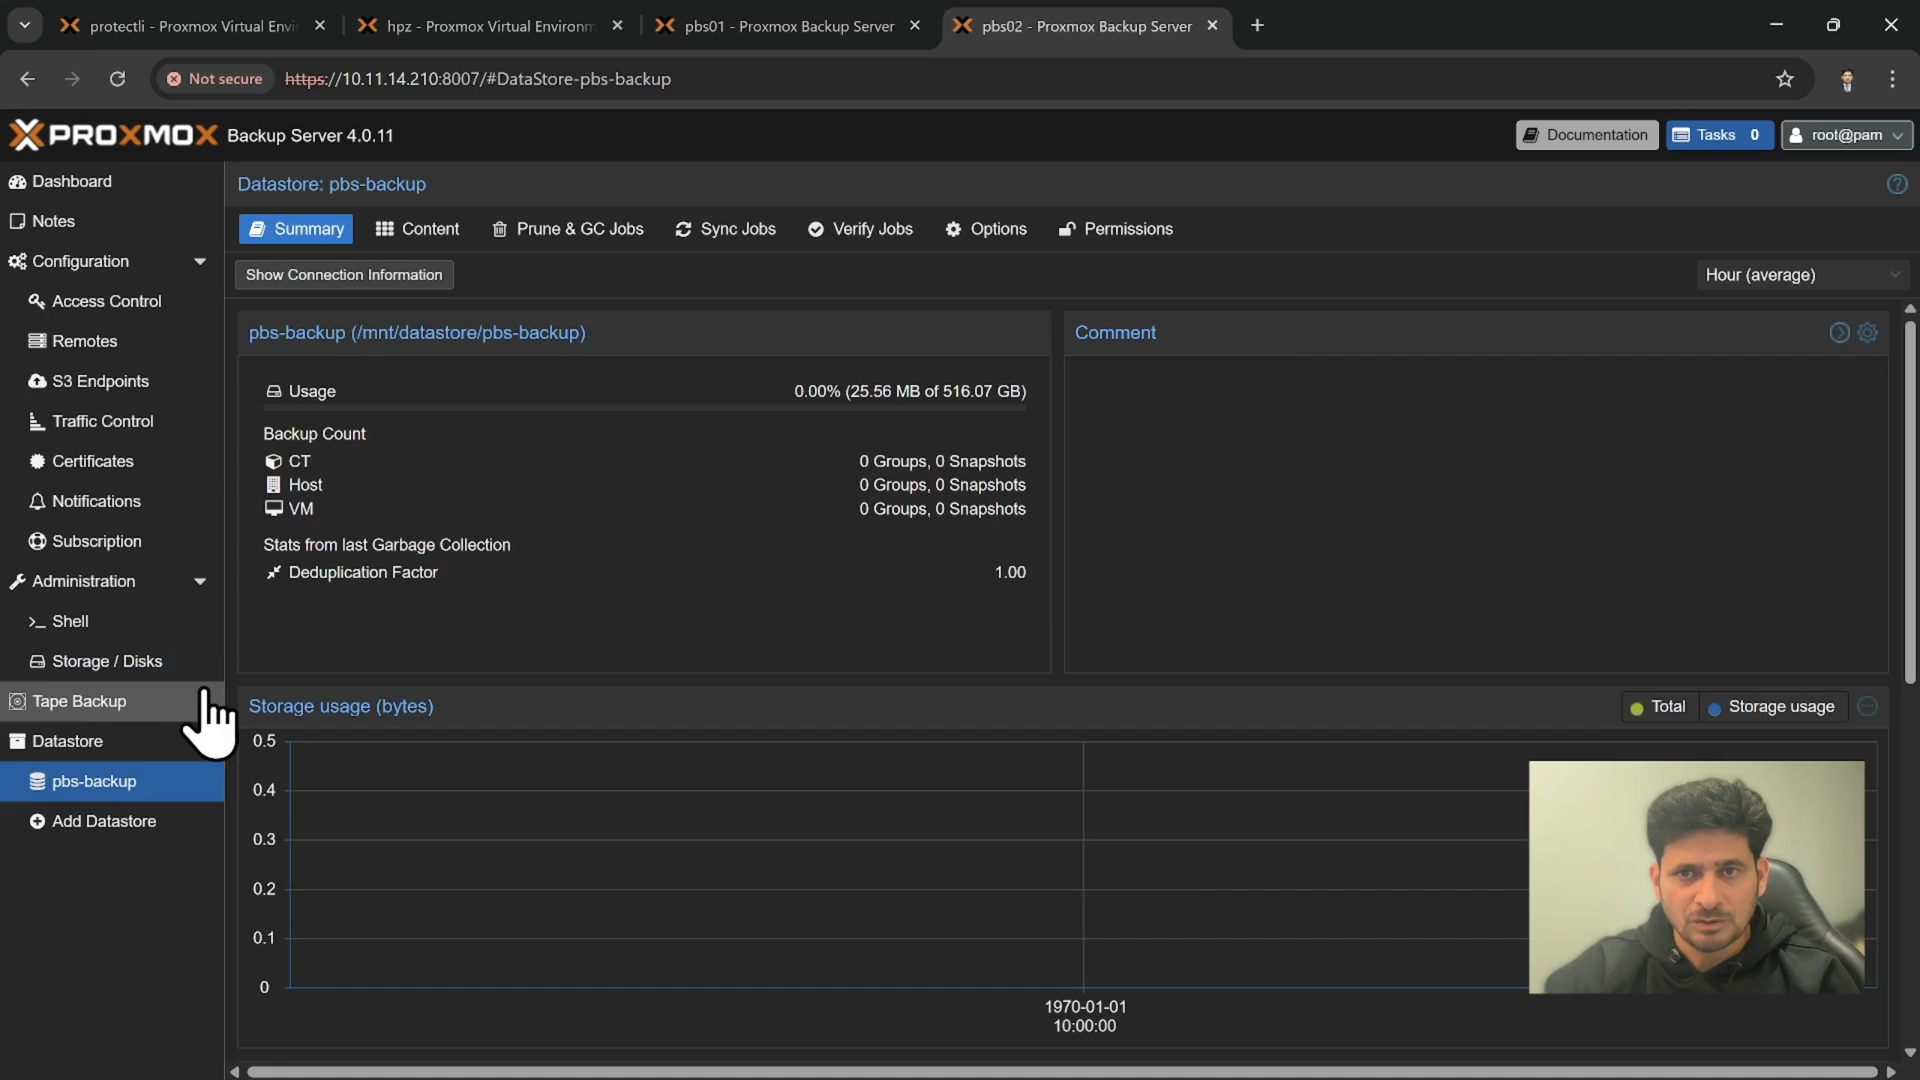 protectli - Proxmox Virtual Envi
hpz - Proxmox Virtual Environm
pbs01 - Proxmox Backup Server
pbs02 - Proxmox Backup Server
Not secure
https://10.11.14.210:8007/#DataStore-pbs-backup
PROXMOX Backup Server 4.0.11
Documentation
Tasks 0
root@pam
Dashboard
Notes
Configuration
Access Control
Remotes
S3 Endpoints
Traffic Control
Certificates
Notifications
Subscription
Administration
Shell
Storage / Disks
Tape Backup
Datastore
pbs-backup
Add Datastore
Datastore: pbs-backup
Summary
Content
Prune & GC Jobs
Sync Jobs
Verify Jobs
Options
Permissions
Show Connection Information
Hour (average)
pbs-backup (/mnt/datastore/pbs-backup)
Usage 0.00% (25.56 MB of 516.07 GB)
Backup Count
CT 0 Groups, 0 Snapshots
Host 0 Groups, 0 Snapshots
VM 0 Groups, 0 Snapshots
Stats from last Garbage Collection
Deduplication Factor 1.00
Comment
Storage usage (bytes)
Total
Storage usage
0.5
0.4
0.3
0.2
0.1
0
1970-01-01
10:00:00